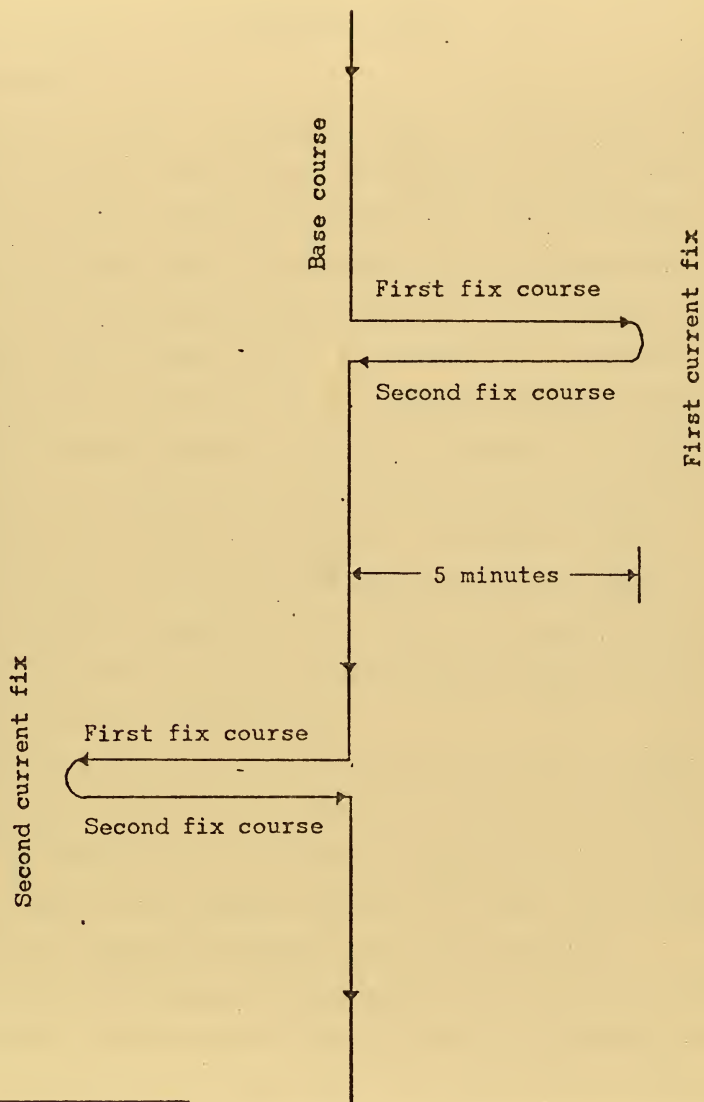 Base course
First fix course
Second fix course
First current fix
5 minutes
Second current fix
First fix course
Second fix course